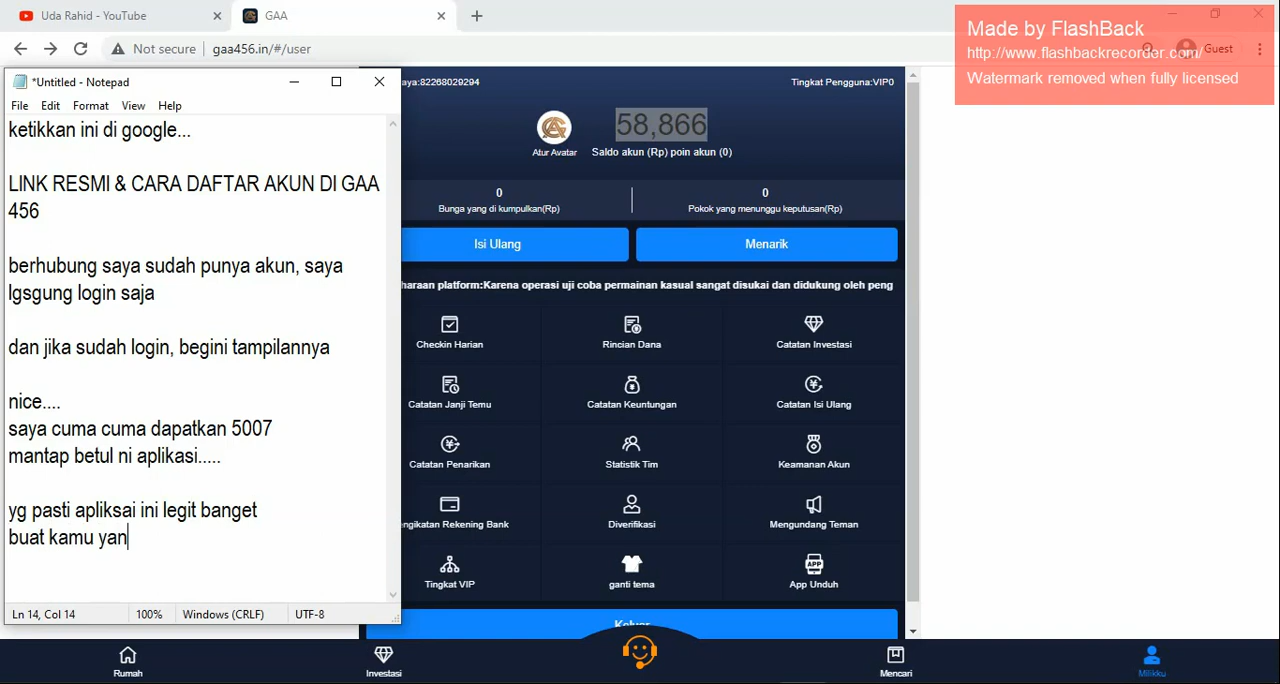 Uda Rahid - YouTube
GAA
Not secure
gaa456.in/#/user
Guest
Made by FlashBack
http://www.flashbackrecorder.com/
Watermark removed when fully licensed
*Untitled - Notepad
File Edit Format View Help
ketikkan ini di google...
LINK RESMI & CARA DAFTAR AKUN DI GAA
456
berhubung saya sudah punya akun, saya
lgsgung login saja
dan jika sudah login, begini tampilannya
nice....
saya cuma cuma dapatkan 5007
mantap betul ni aplikasi.....
yg pasti apliksai ini legit banget
buat kamu yan
Ln 14, Col 14 100% Windows (CRLF) UTF-8
aya:82268029294
Tingkat Pengguna:VIP0
Atur Avatar
58,866
Saldo akun (Rp) poin akun (0)
0
Bunga yang di kumpulkan(Rp)
0
Pokok yang menunggu keputusan(Rp)
Isi Ulang
Menarik
haraan platform:Karena operasi uji coba permainan kasual sangat disukai dan didukung oleh peng
Checkin Harian
Rincian Dana
Catatan Investasi
Catatan Janji Temu
Catatan Keuntungan
Catatan Isi Ulang
Catatan Penarikan
Statistik Tim
Keamanan Akun
engikatan Rekening Bank
Diverifikasi
Mengundang Teman
Tingkat VIP
ganti tema
APP
App Unduh
Keluar
Rumah
Investasi
Mencari
Milikku